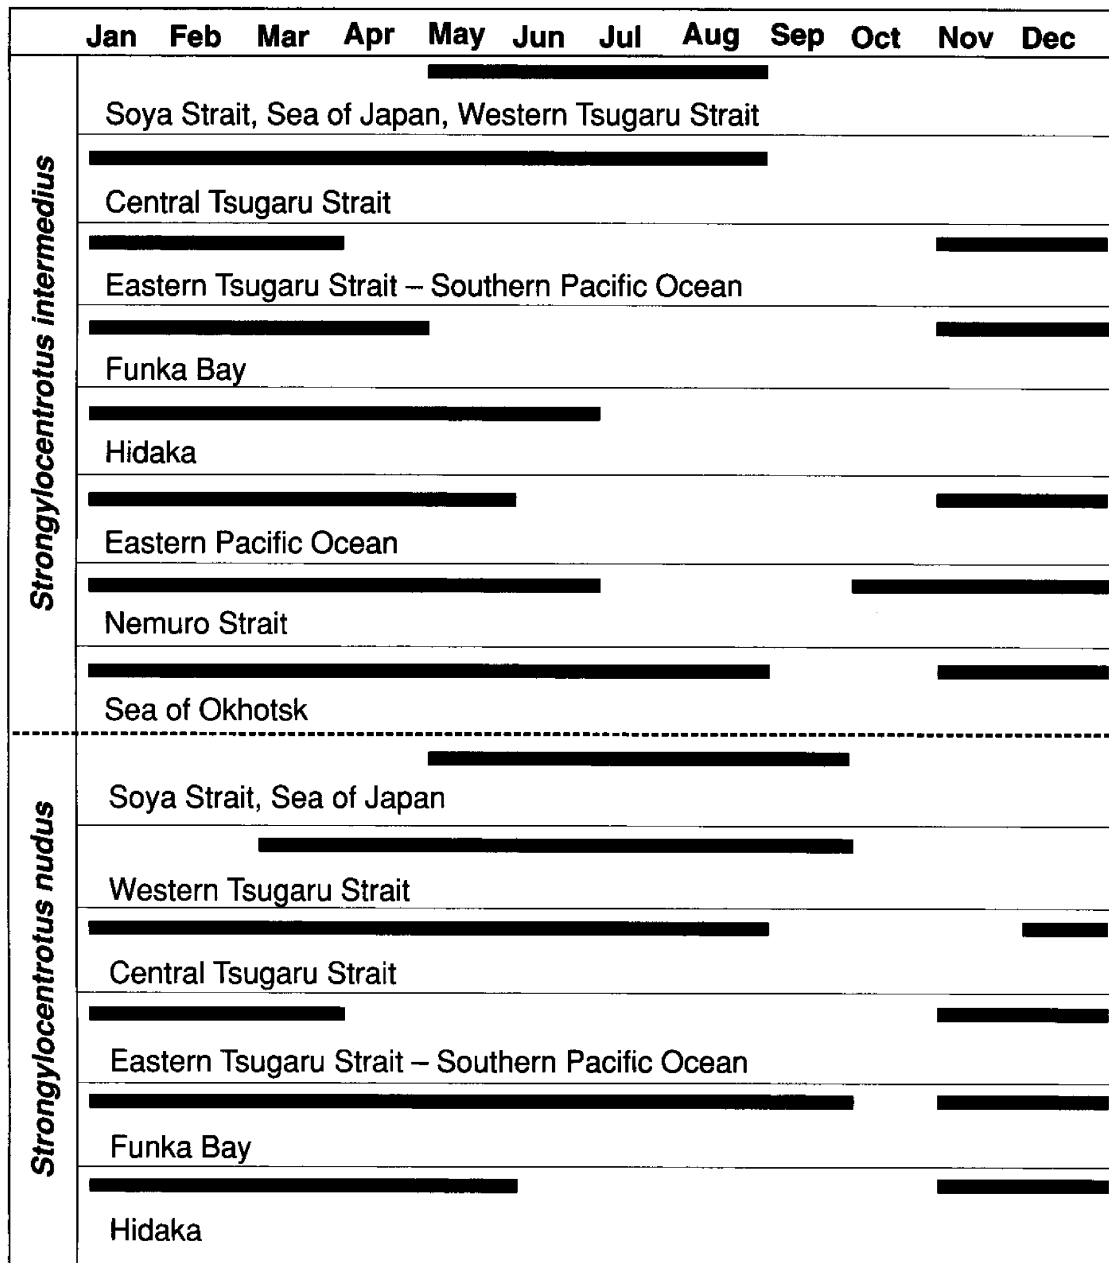 Jan Feb Mar Apr May Jun Jul Aug Sep Oct Nov Dec
Strongylocentrotus intermedius
Soya Strait, Sea of Japan, Western Tsugaru Strait
Central Tsugaru Strait
Eastern Tsugaru Strait – Southern Pacific Ocean
Funka Bay
Hidaka
Eastern Pacific Ocean
Nemuro Strait
Sea of Okhotsk
Strongylocentrotus nudus
Soya Strait, Sea of Japan
Western Tsugaru Strait
Central Tsugaru Strait
Eastern Tsugaru Strait – Southern Pacific Ocean
Funka Bay
Hidaka